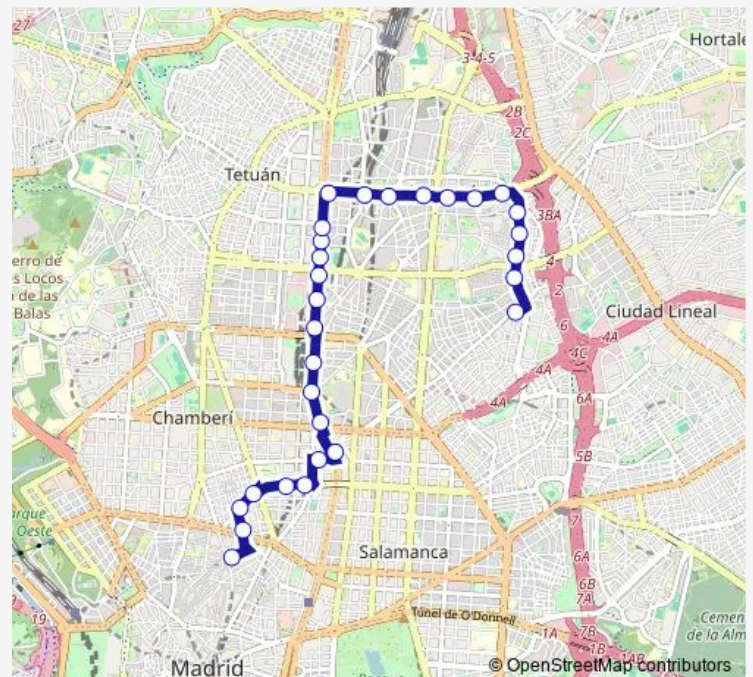 27
Hortale
3-4-5
2B
2C
Tetuán
3BA
erro de
s Locos
de las
Balas
4
2
Ciudad Lineal
6
4A
4C
4A
4A
6A
Chamberí
5B
arque
Oeste
7
Salamanca
6A
6B
7A
Túnel de O'Donnell
Cemen
de la Alm
19
1A
7B
1B
1AB
Madrid
© OpenStreetMap contributors